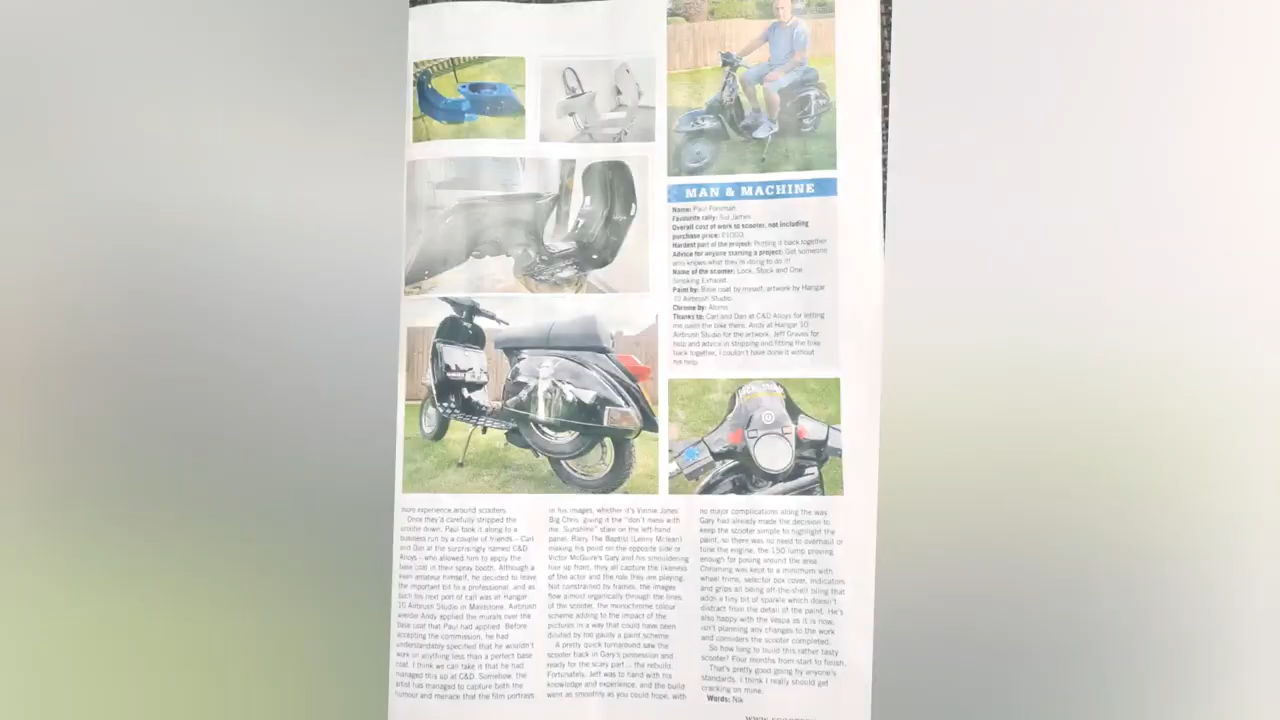 MAN & MACHINE
Name: Paul Forsman
Favourite rally: Sid James
Overall cost of work to scooter, not including
purchase price: £1000
Hardest part of the project: Putting it back together
Advice for anyone starting a project: Get someone
who knows what they're doing to do it!
Name of the scooter: Lock, Stock and One
Smoking Exhaust
Paint by: Base coat by myself, artwork by Hangar
10 Airbrush Studio
Chrome by: Atoms
Thanks to: Carl and Dan at C&D Alloys for letting
me paint the bike there, Andy at Hangar 10
Airbrush Studio for the artwork, Jeff Graves for
help and advice in stripping and fitting the bike
back together, I couldn't have done it without
his help.
more experience around scooters.
Once they'd carefully stripped the
scooter down, Paul took it along to a
business run by a couple of friends – Carl
and Dan at the surprisingly named C&D
Alloys – who allowed him to apply the
base coat in their spray booth. Although a
keen amateur himself, he decided to leave
the important bit to a professional, and as
such his next port of call was at Hangar
10 Airbrush Studio in Maidstone. Airbrush
welder Andy applied the murals over the
base coat that Paul had applied. Before
accepting the commission, he had
understandably specified that he wouldn't
work on anything less than a perfect base
coat. I think we can take it that he had
managed this up at C&D. Somehow, the
artist has managed to capture both the
humour and menace that the film portrays
in his images, whether it's Vinnie Jones'
Big Chris, giving it the "don't mess with
me, Sunshine" stare on the left-hand
panel, Barry The Baptist (Lenny Mclean)
making his point on the opposite side or
Victor McGuire's Gary and his smouldering
hair up front, they all capture the likeness
of the actor and the role they are playing.
Not constrained by frames, the images
flow almost organically through the lines
of the scooter, the monochrome colour
scheme adding to the impact of the
pictures in a way that could have been
diluted by too gaudy a paint scheme.
A pretty quick turnaround saw the
scooter back in Gary's possession and
ready for the scary part... the rebuild.
Fortunately, Jeff was to hand with his
knowledge and experience, and the build
went as smoothly as you could hope, with
no major complications along the way.
Gary had already made the decision to
keep the scooter simple to highlight the
paint, so there was no need to overhaul or
tune the engine, the 150 lump proving
enough for posing around the area.
Chroming was kept to a minimum with
wheel trims, selector box cover, indicators
and grips all being off-the-shelf bling that
adds a tiny bit of sparkle which doesn't
distract from the detail of the paint. He's
also happy with the Vespa as it is now,
isn't planning any changes to the work
and considers the scooter completed.
So how long to build this rather tasty
scooter? Four months from start to finish.
That's pretty good going by anyone's
standards. I think I really should get
cracking on mine.
Words: Nik